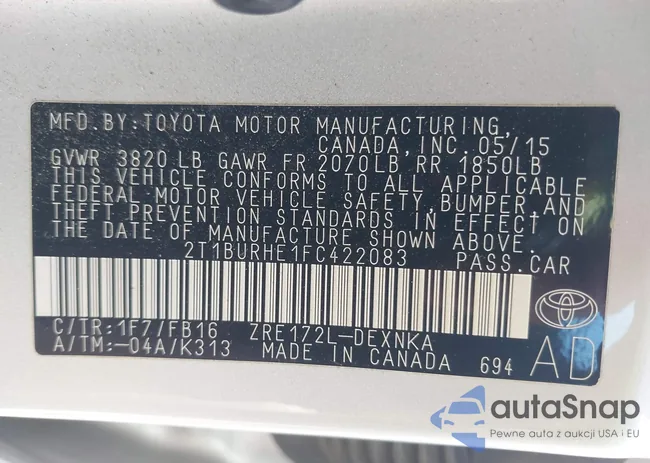 MFD.BY:TOYOTA MOTOR MANUFACTURING,
CANADA, INC. 05/15
GVWR 3820 LB GAWR FR 2070LB, RR 1850LB
THIS VEHICLE CONFORMS TO ALL APPLICABLE
FEDERAL MOTOR VEHICLE SAFETY, BUMPER, AND
THEFT PREVENTION STANDARDS IN EFFECT ON
THE DATE OF MANUFACTURE SHOWN ABOVE.
2T1BURHE1FC422083 PASS.CAR
C/TR:1F7/FB16 ZRE172L-DEXNKA
A/TM:-04A/K313 MADE IN CANADA 694 AD
autaSnap
Pewne auta z aukcji USA i EU